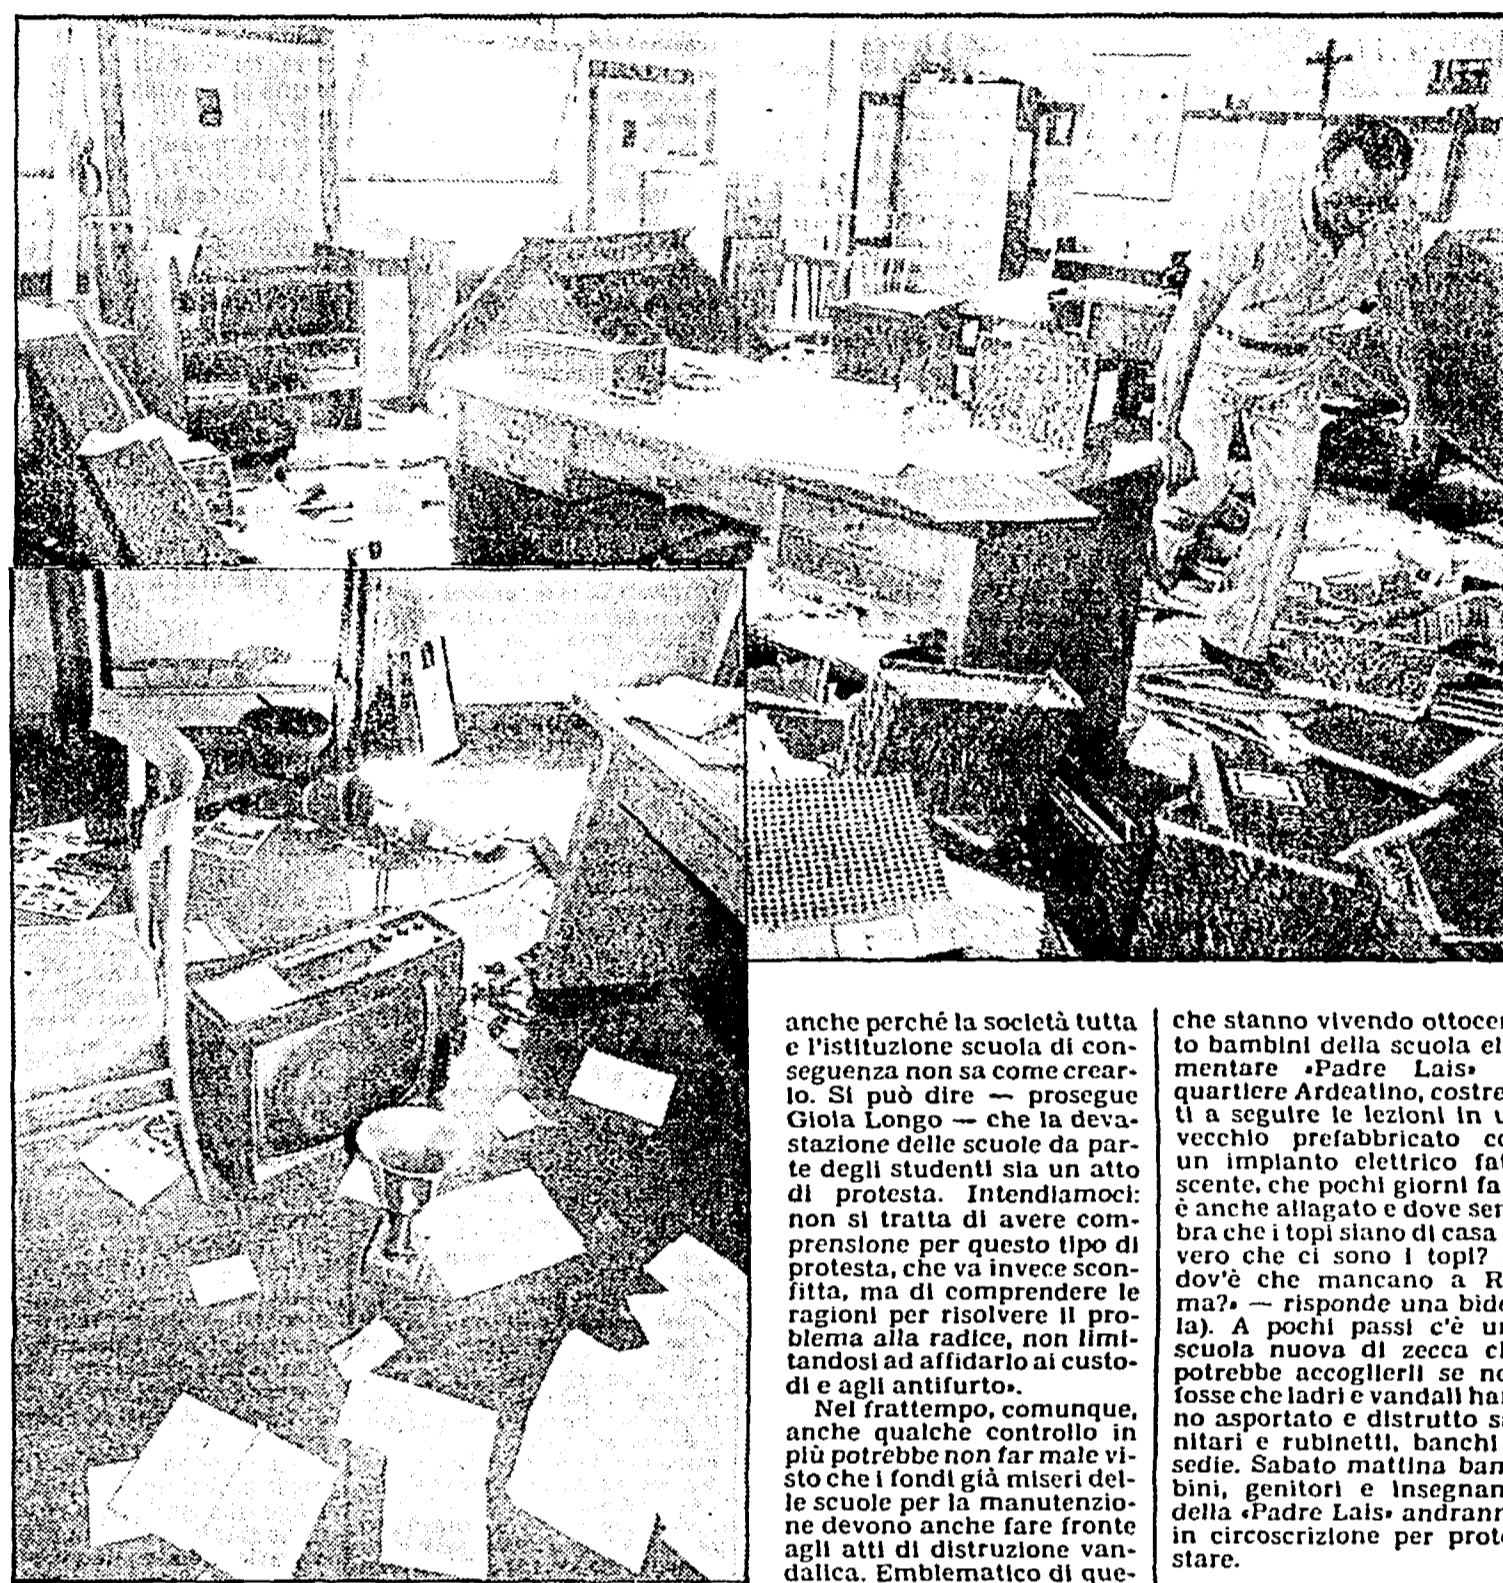 anche perché la società tutta
e l'istituzione scuola di con-
seguenza non sa come crear-
lo. Si può dire — prosegue
Gioia Longo — che la deva-
stazione delle scuole da par-
te degli studenti sia un atto
di protesta. Intendiamoci:
non si tratta di avere com-
prensione per questo tipo di
protesta, che va invece scon-
fitta, ma di comprendere le
ragioni per risolvere il pro-
blema alla radice, non limi-
tandosi ad affidarlo ai custo-
di e agli antifurto».
Nel frattempo, comunque,
anche qualche controllo in
più potrebbe non far male vi-
sto che i fondi già miseri del-
le scuole per la manutenzio-
ne devono anche fare fronte
agli atti di distruzione van-
dalica. Emblematico di que-
che stanno vivendo ottocen
to bambini della scuola el
mentare «Padre Lais»
quartiere Ardeatino, costre
ti a seguire le lezioni in u
vecchio prefabbricato co
un impianto elettrico fat
scente, che pochi giorni fa
è anche allagato e dove sem
bra che i topi siano di casa
vero che ci sono i topi?
dov'è che mancano a R
ma?» — risponde una bide
la). A pochi passi c'è un
scuola nuova di zecca ch
potrebbe accoglierli se no
fosse che ladri e vandali han
no asportato e distrutto sa
nitari e rubinetti, banchi
sedie. Sabato mattina bam
bini, genitori e insegnan
della «Padre Lais» andrann
in circoscrizione per prote
stare.